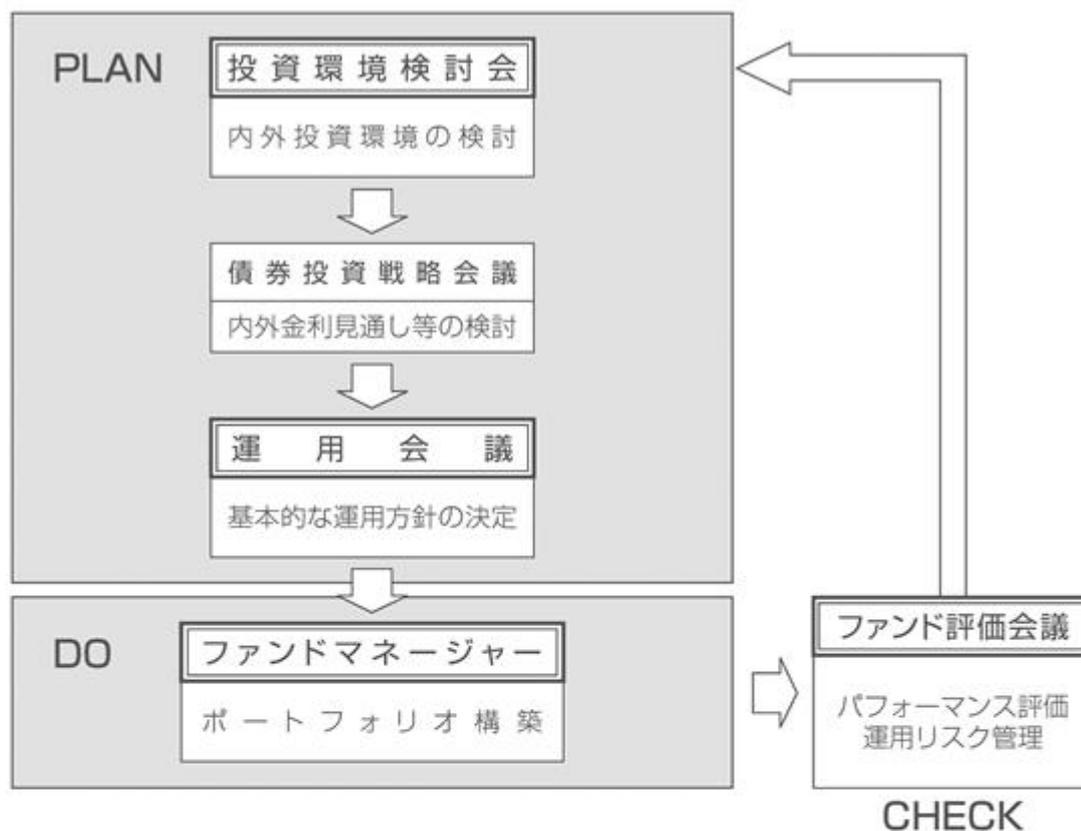 PLAN
投資環境検討会
内外投資環境の検討
債券投資戦略会議
内外金利見通し等の検討
運用会議
基本的な運用方針の決定
DO
ファンドマネージャー
ポートフォリオ構築
ファンド評価会議
パフォーマンス評価
運用リスク管理
CHECK